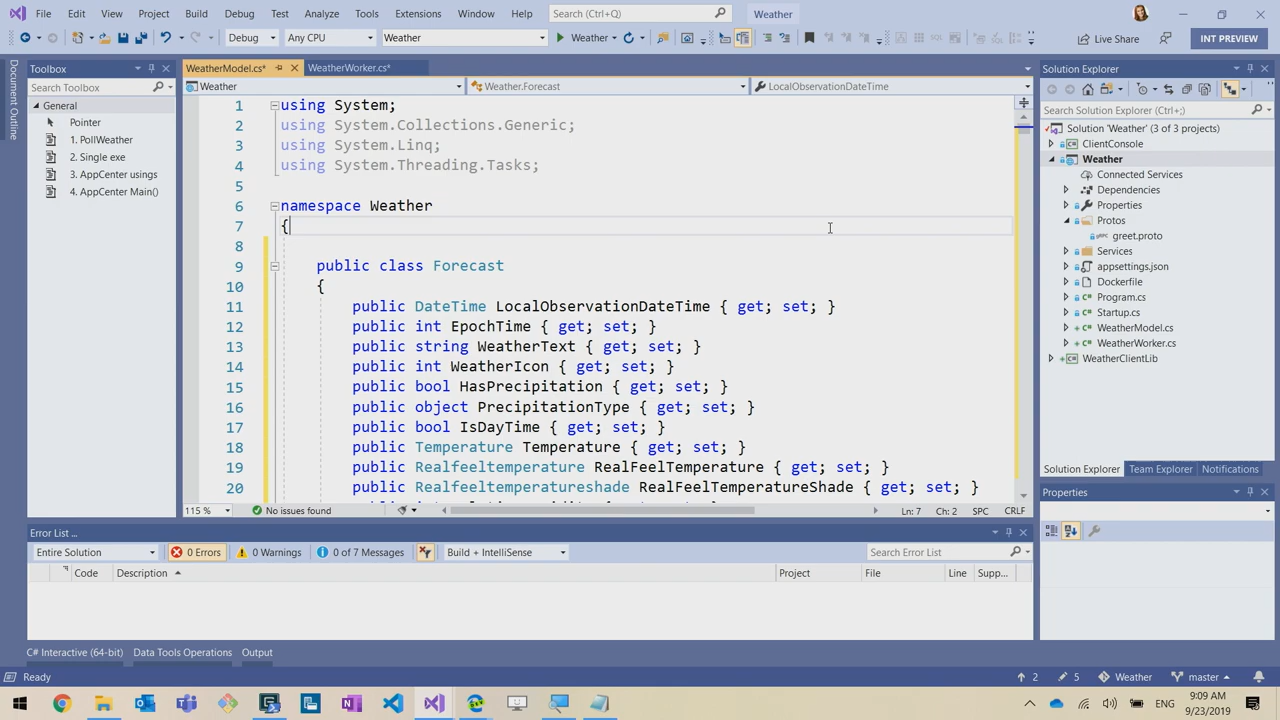 File Edit View Project Build Debug Test Analyze Tools Extensions Window Help Search (Ctrl+Q) Weather
Debug Any CPU Weather Weather Live Share INT PREVIEW
Document Outline
Toolbox
Search Toolbox
General
Pointer
1. PollWeather
2. Single exe
3. AppCenter usings
4. AppCenter Main()
WeatherModel.cs* WeatherWorker.cs*
Weather Weather.Forecast LocalObservationDateTime
1 using System;
2 using System.Collections.Generic;
3 using System.Linq;
4 using System.Threading.Tasks;
5
6 namespace Weather
7 {
8
9 public class Forecast
10 {
11 public DateTime LocalObservationDateTime { get; set; }
12 public int EpochTime { get; set; }
13 public string WeatherText { get; set; }
14 public int WeatherIcon { get; set; }
15 public bool HasPrecipitation { get; set; }
16 public object PrecipitationType { get; set; }
17 public bool IsDayTime { get; set; }
18 public Temperature Temperature { get; set; }
19 public Realfeeltemperature RealFeelTemperature { get; set; }
20 public Realfeeltemperatureshade RealFeelTemperatureShade { get; set; }
115 % No issues found Ln: 7 Ch: 2 SPC CRLF
Solution Explorer
Search Solution Explorer (Ctrl+;)
Solution 'Weather' (3 of 3 projects)
ClientConsole
Weather
Connected Services
Dependencies
Properties
Protos
greet.proto
Services
appsettings.json
Dockerfile
Program.cs
Startup.cs
WeatherModel.cs
WeatherWorker.cs
WeatherClientLib
Solution Explorer Team Explorer Notifications
Properties
Error List ...
Entire Solution 0 Errors 0 Warnings 0 of 7 Messages Build + IntelliSense Search Error List
Code Description Project File Line Supp...
C# Interactive (64-bit) Data Tools Operations Output
Ready 2 5 Weather master
ENG 9:09 AM
9/23/2019